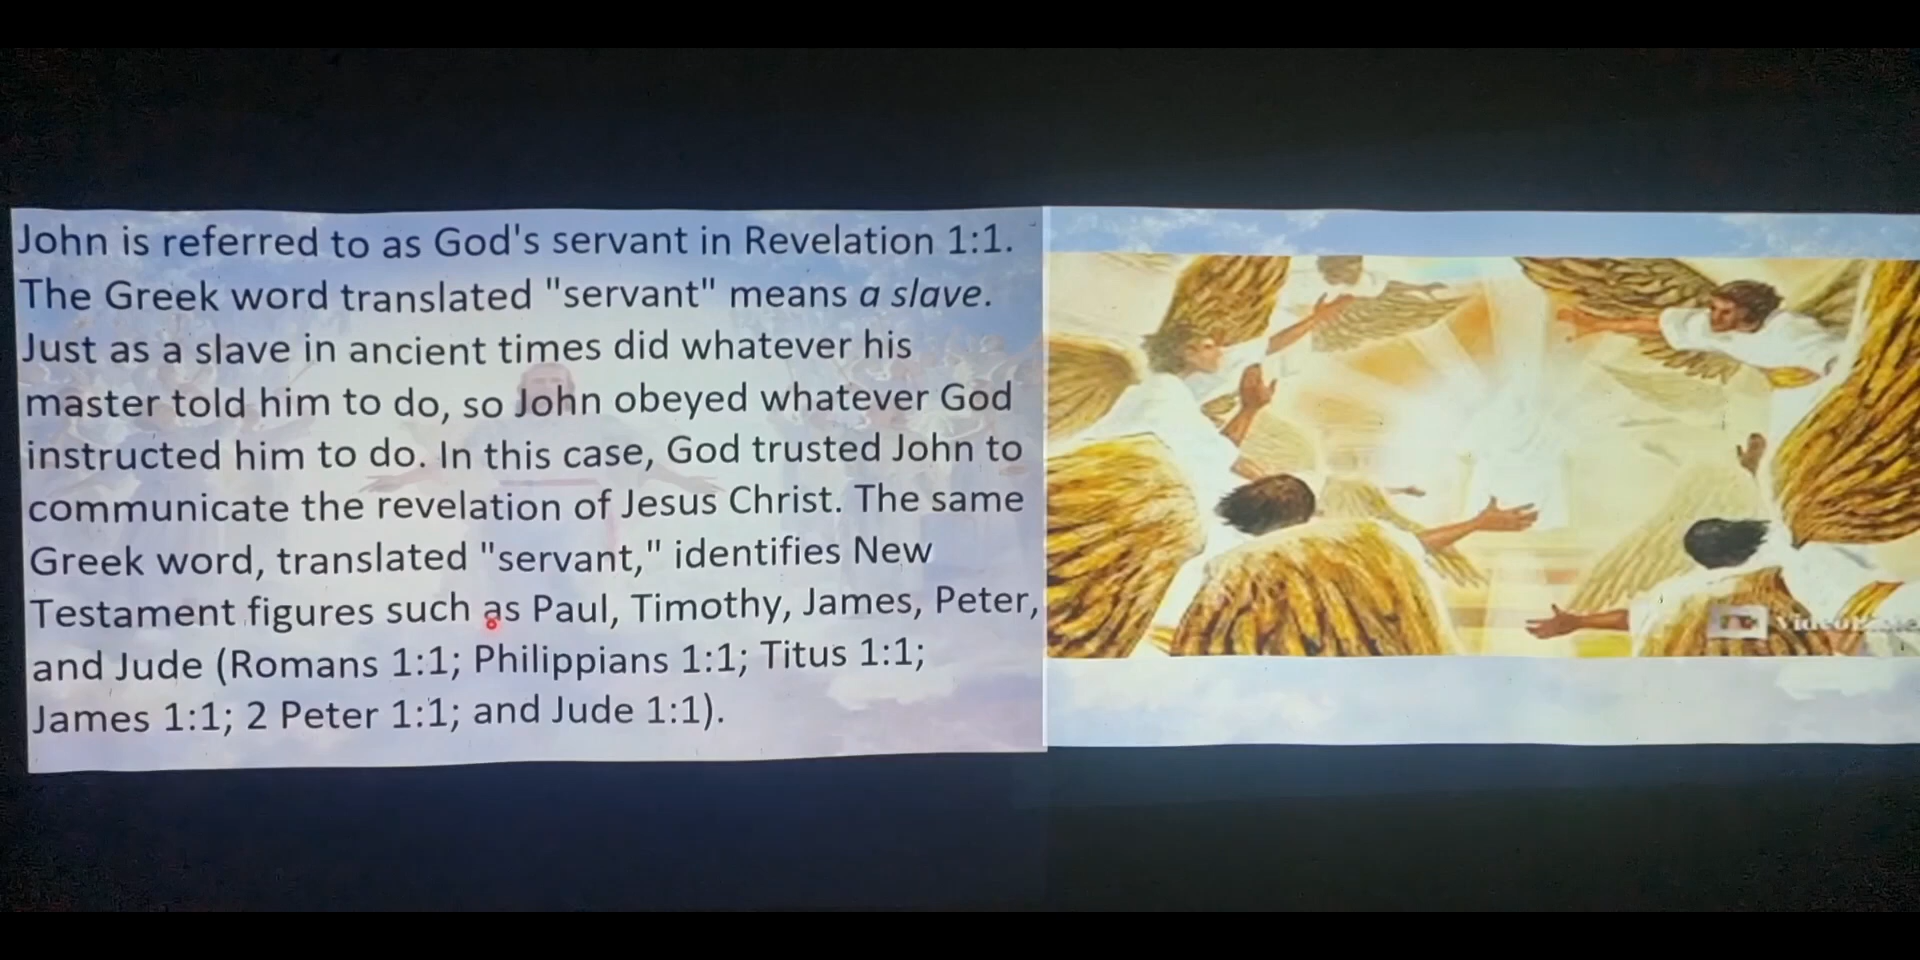 John is referred to as God's servant in Revelation 1:1.
The Greek word translated "servant" means a slave.
Just as a slave in ancient times did whatever his
master told him to do, so John obeyed whatever God
instructed him to do. In this case, God trusted John to
communicate the revelation of Jesus Christ. The same
Greek word, translated "servant," identifies New
Testament figures such as Paul, Timothy, James, Peter,
and Jude (Romans 1:1; Philippians 1:1; Titus 1:1;
James 1:1; 2 Peter 1:1; and Jude 1:1).